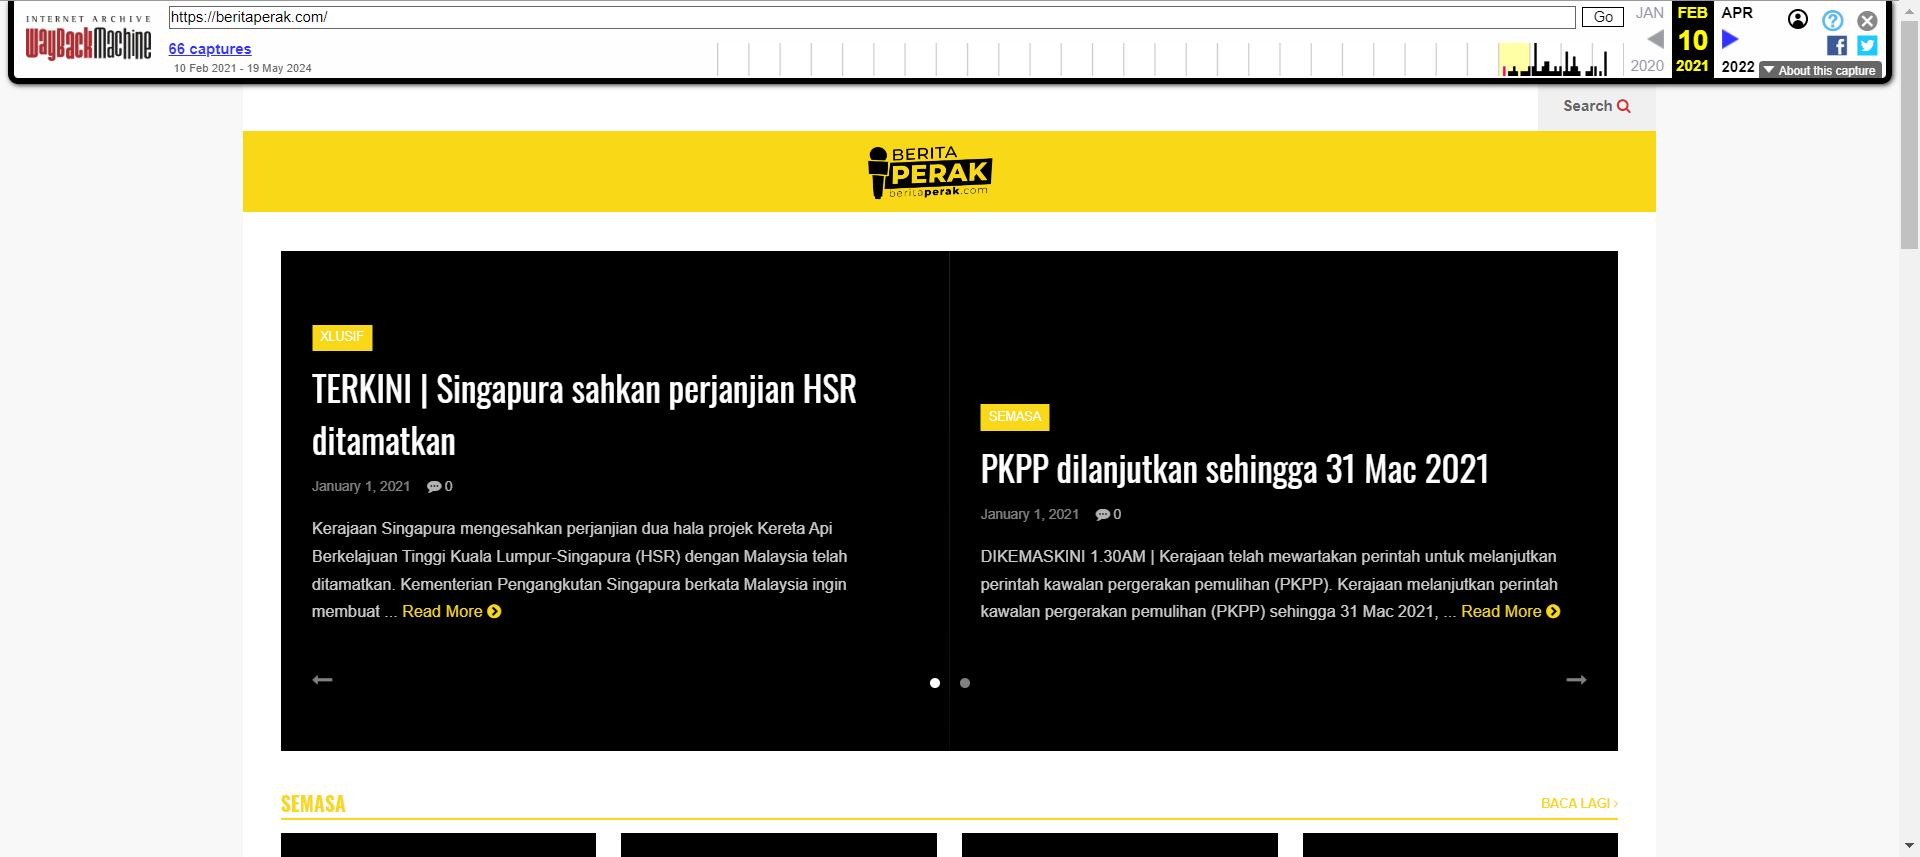 INTERNET ARCHIVE
WayBackMachine
https://beritaperak.com/
Go
66 captures
10 Feb 2021 - 19 May 2024
JAN
FEB
APR
10
2020
2021
2022
About this capture
Search
BERITA
PERAK
beritaperak.com
XLUSIF
TERKINI | Singapura sahkan perjanjian HSR
ditamatkan
January 1, 2021 0
Kerajaan Singapura mengesahkan perjanjian dua hala projek Kereta Api
Berkelajuan Tinggi Kuala Lumpur-Singapura (HSR) dengan Malaysia telah
ditamatkan. Kementerian Pengangkutan Singapura berkata Malaysia ingin
membuat ... Read More
SEMASA
PKPP dilanjutkan sehingga 31 Mac 2021
January 1, 2021 0
DIKEMASKINI 1.30AM | Kerajaan telah mewartakan perintah untuk melanjutkan
perintah kawalan pergerakan pemulihan (PKPP). Kerajaan melanjutkan perintah
kawalan pergerakan pemulihan (PKPP) sehingga 31 Mac 2021, ... Read More
SEMASA
BACA LAGI